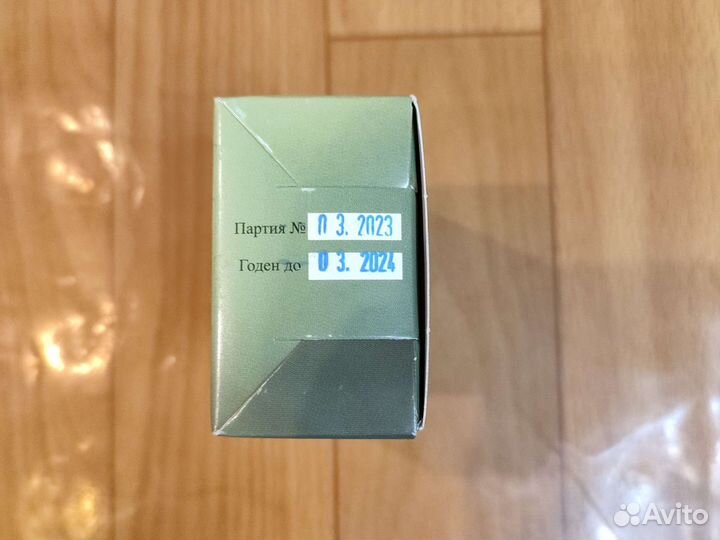 Партия № 03.2023
Годен до 03.2024
Avito